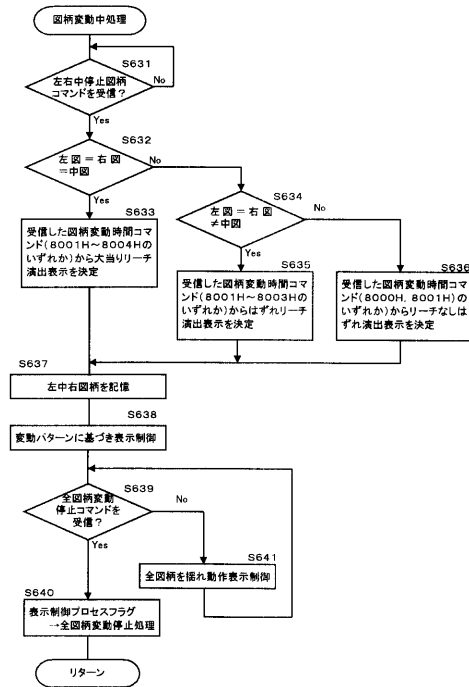 図柄変動中処理
S631
左右中停止図柄
コマンドを受信？
No
Yes
S632
左図＝右図
＝中図
No
Yes
S633
受信した図柄変動時間コ
マンド(8001H～8004Hの
いずれか)から大当りリーチ
演出表示を決定
S634
左図＝右図
≠中図
No
Yes
S635
受信した図柄変動時間コマ
ンド(8001H～8003Hの
いずれか)からはずれリーチ
演出表示を決定
S636
受信した図柄変動時間コマ
ンド(8000H, 8001H)の
いずれか)からリーチなしは
ずれ演出表示を決定
S637
左中右図柄を記憶
S638
変動パターンに基づき表示制御
S639
全図柄変動
停止コマンドを
受信？
No
Yes
S641
全図柄を揺れ動作表示制御
S640
表示制御プロセスフラグ
→全図柄変動停止処理
リターン